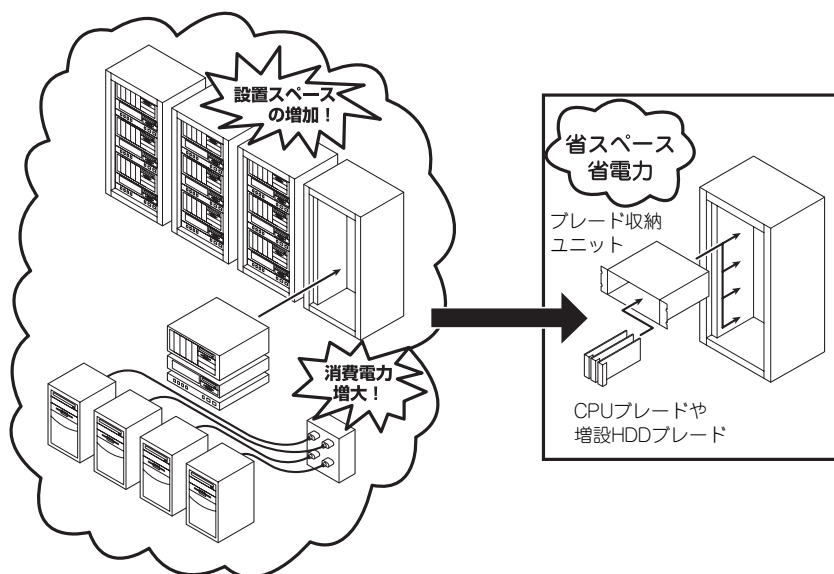 設置スペース
の増加！
消費電力
増大！
省スペース
省電力
ブレード収納
ユニット
CPUブレードや
増設HDDブレード